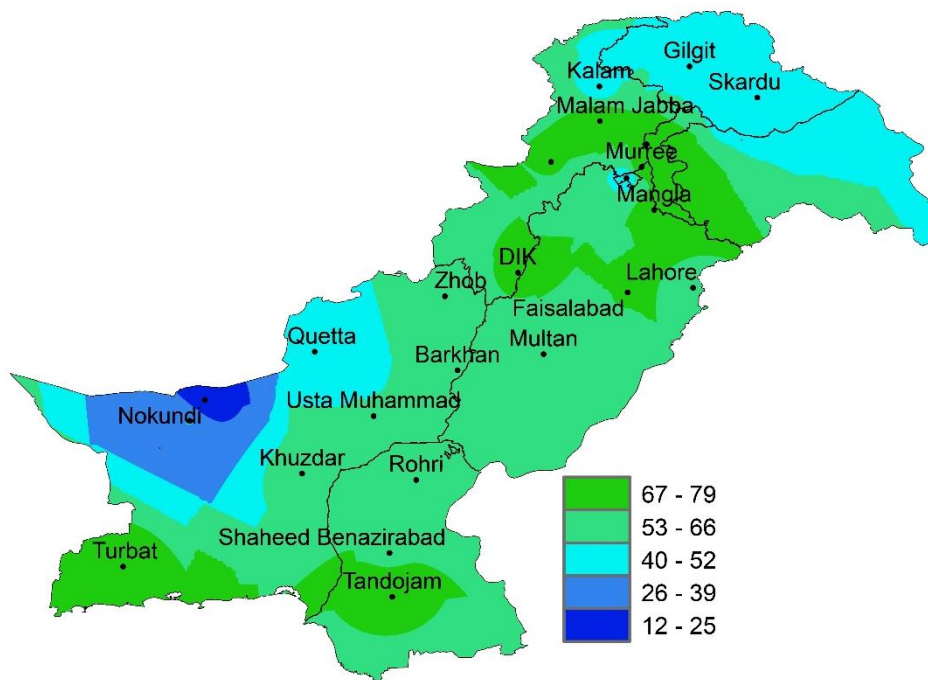 Gilgit
Kalam
Skardu
Malam Jabba
Murree
Mangla
DIK
Lahore
Zhob
Faisalabad
Quetta
Multan
Barkhan
Nokundi
Usta Muhammad
Khuzdar
Rohri
Shaheed Benazirabad
Turbat
Tandojam
67 - 79
53 - 66
40 - 52
26 - 39
12 - 25